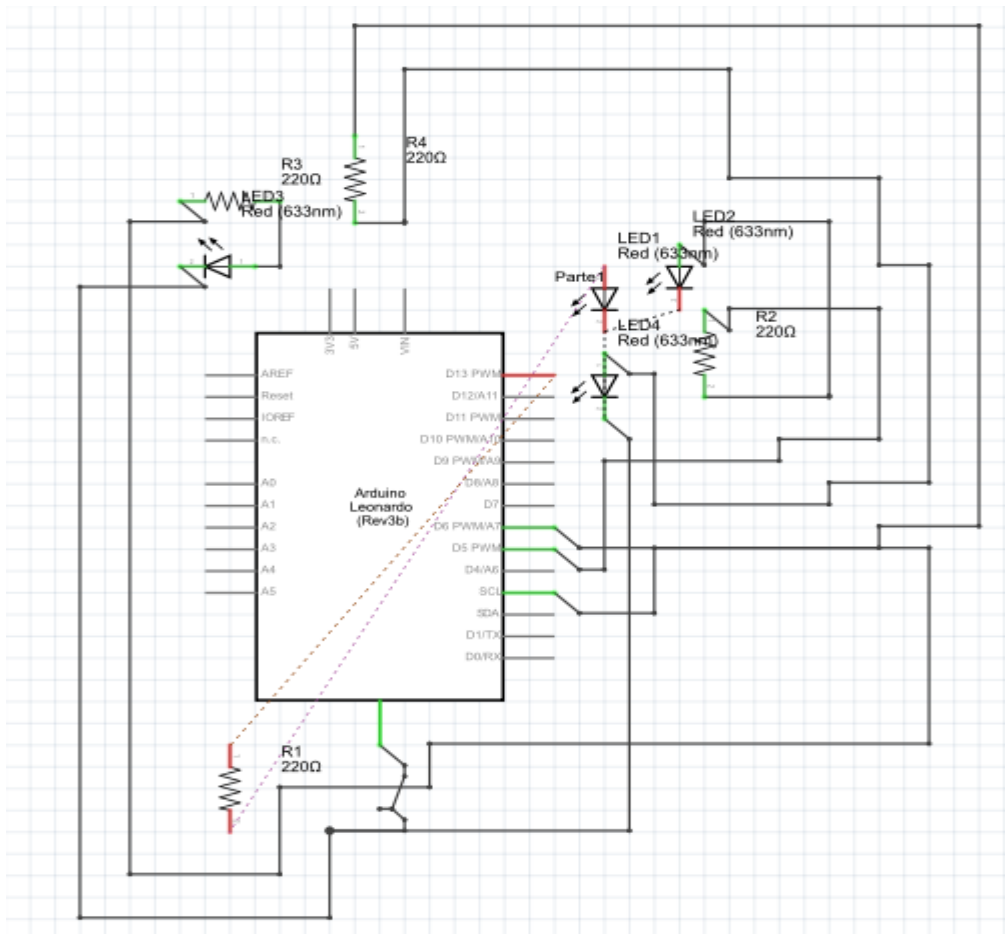 R4
220Ω
R3
220Ω
LED3
Red (633nm)
LED2
Red (633nm)
LED1
Red (633nm)
Parte1
R2
220Ω
LED4
Red (633nm)
3V3
5V
VIN
AREF
Reset
IOREF
n.c.
A0
A1
A2
A3
A4
A5
Arduino
Leonardo
(Rev3b)
D13 PWM
D12/A11
D11 PWM
D10 PWM/A10
D9 PWM/A9
D8/A8
D7
D6 PWM/A7
D5 PWM
D4/A6
SCL
SDA
D1/TX
D0/RX
R1
220Ω